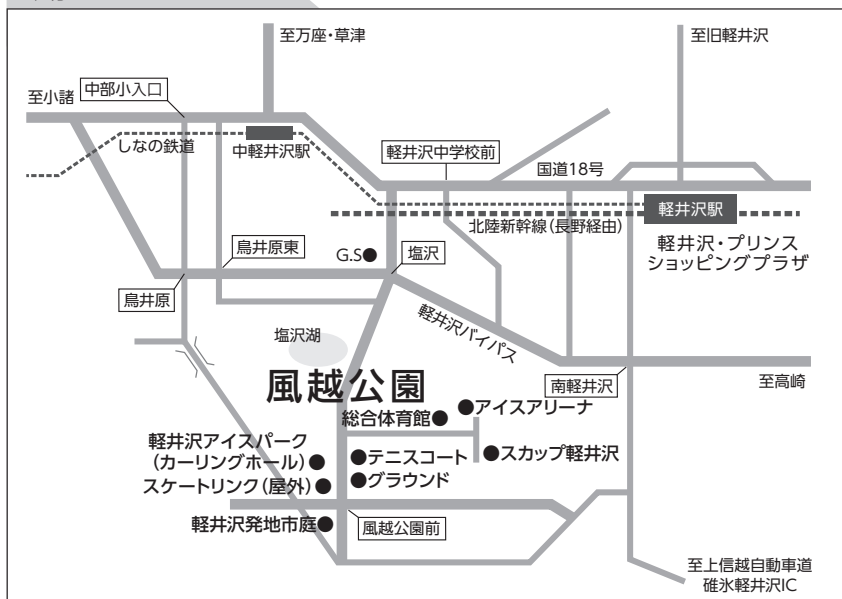 至万座・草津
至旧軽井沢
中部小入口
至小諸
しなの鉄道
中軽井沢駅
軽井沢中学校前
国道18号
軽井沢駅
北陸新幹線(長野経由)
軽井沢・プリンス
ショッピングプラザ
鳥井原東
G.S●
塩沢
鳥井原
軽井沢バイパス
塩沢湖
風越公園
南軽井沢
至高崎
●アイスアリーナ
総合体育館●
軽井沢アイスパーク
(カーリングホール)●
●テニスコート
●スカップ軽井沢
スケートリンク(屋外)●
●グラウンド
軽井沢発地市庭●
風越公園前
至上信越自動車道
碓氷軽井沢IC